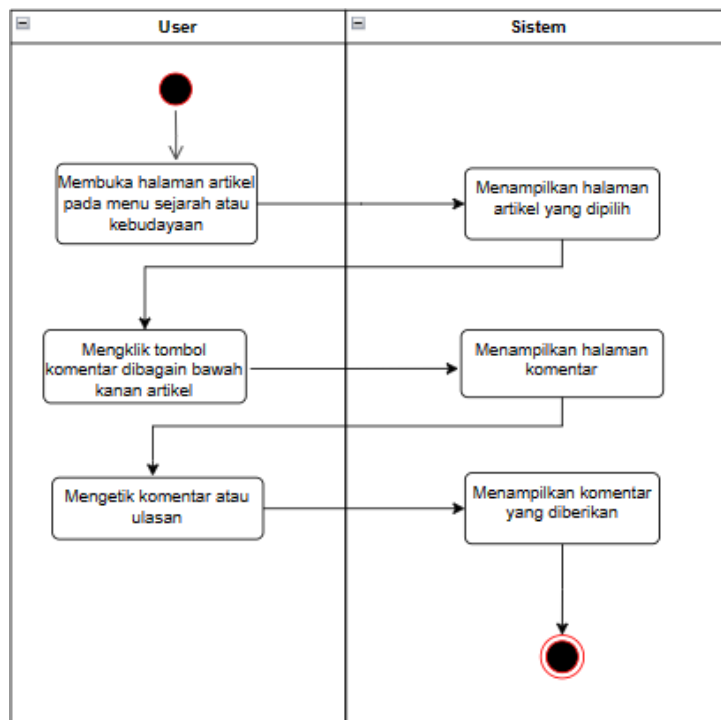 User
Sistem
Membuka halaman artikel
pada menu sejarah atau
kebudayaan
Menampilkan halaman
artikel yang dipilih
Mengklik tombol
komentar dibagain bawah
kanan artikel
Menampilkan halaman
komentar
Mengetik komentar atau
ulasan
Menampilkan komentar
yang diberikan